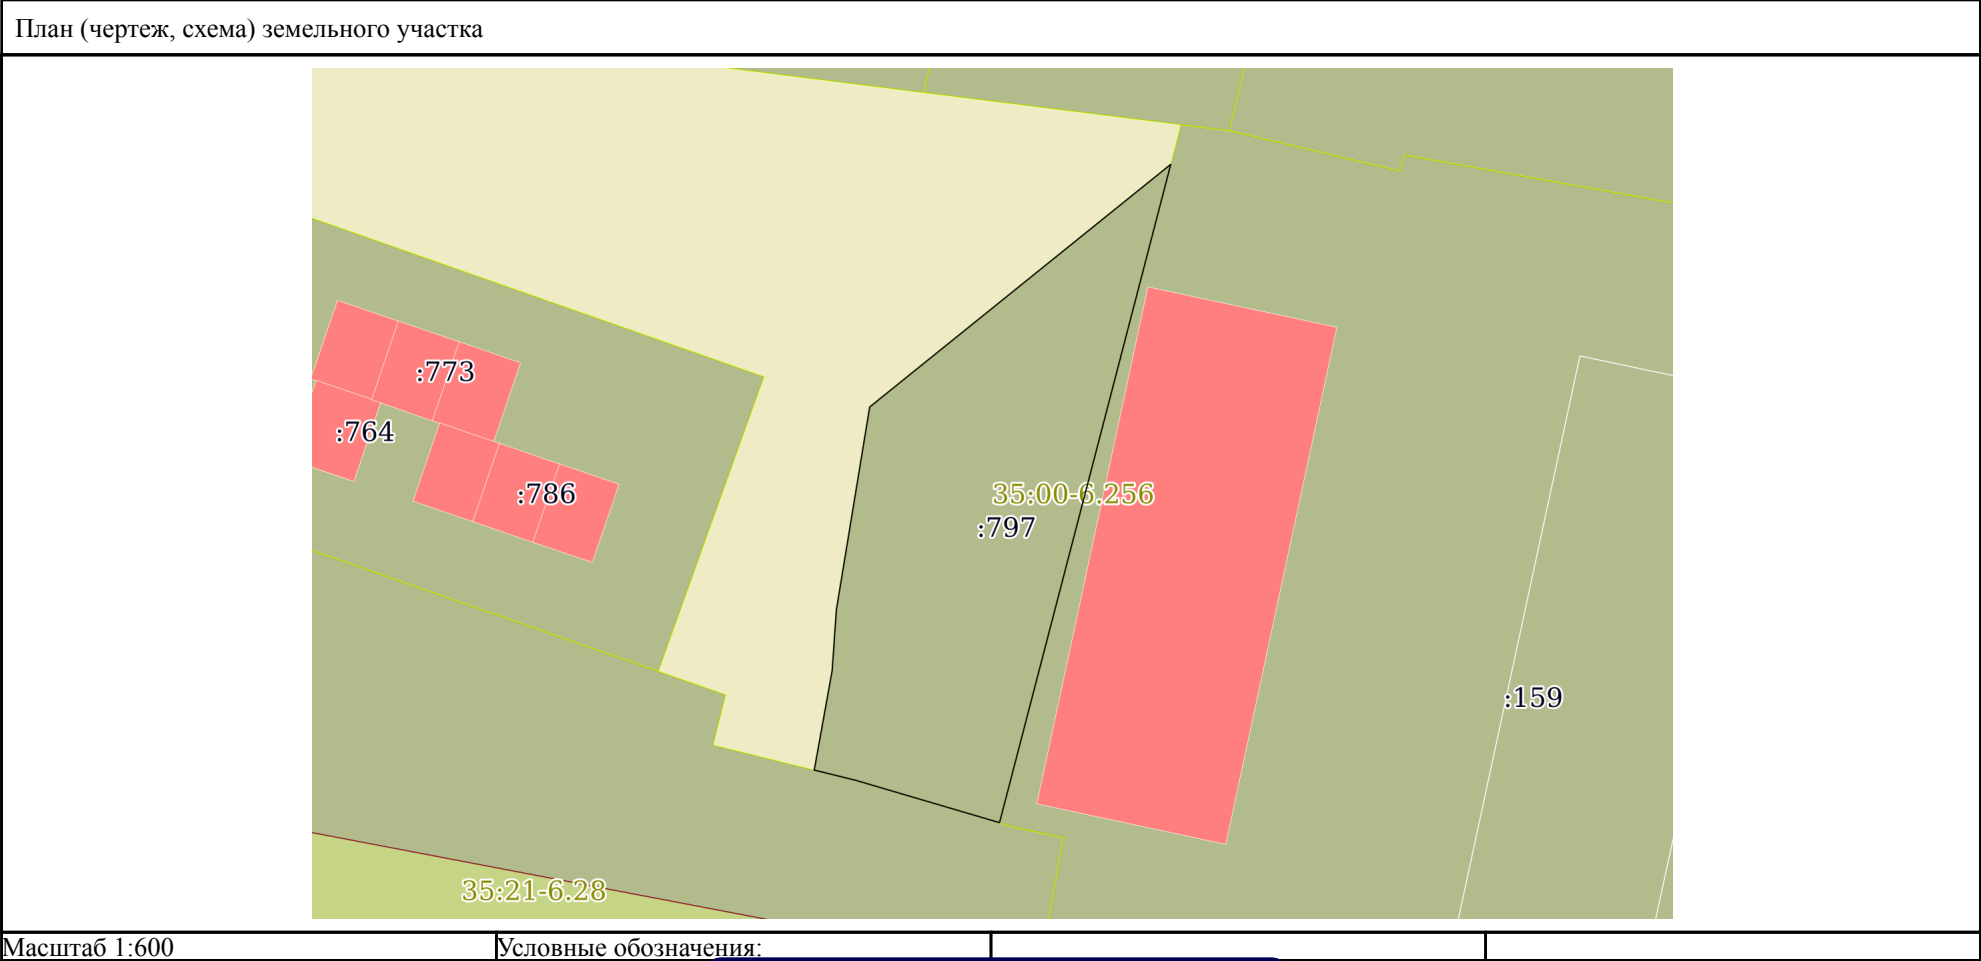 План (чертеж, схема) земельного участка
:773
:764
:786
35:00-6.256
:797
:159
35:21-6.28
Масштаб 1:600
Условные обозначения: